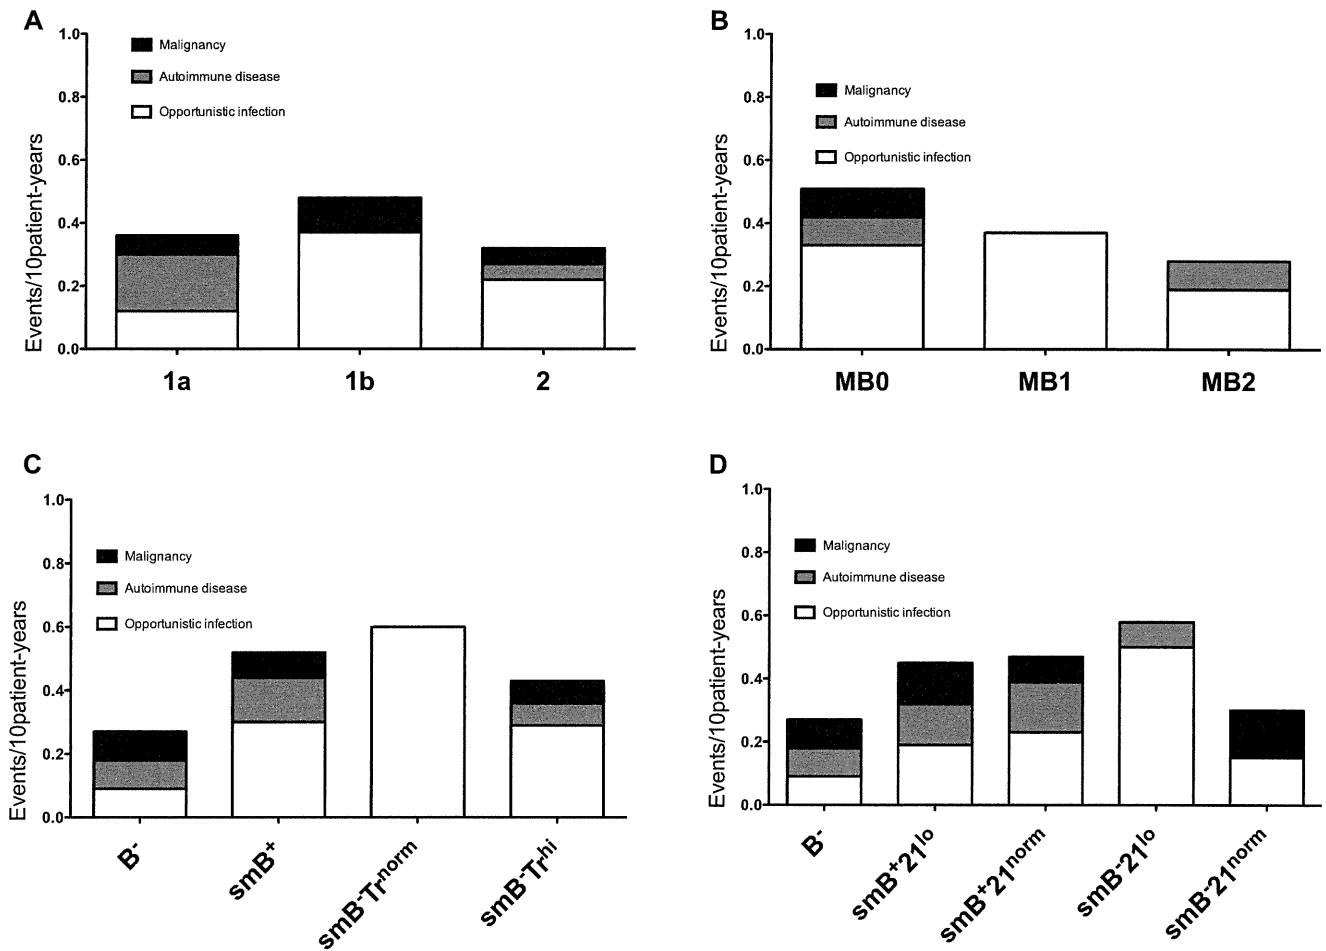 A
Events/10patient-years
1.0
0.8
0.6
0.4
0.2
0.0
Malignancy
Autoimmune disease
Opportunistic infection
1a
1b
2
B
Events/10patient-years
1.0
0.8
0.6
0.4
0.2
0.0
Malignancy
Autoimmune disease
Opportunistic infection
MB0
MB1
MB2
C
Events/10patient-years
1.0
0.8
0.6
0.4
0.2
0.0
Malignancy
Autoimmune disease
Opportunistic infection
B⁻
smB⁺
smB⁻Trⁿᵒʳᵐ
smB⁻Trʰⁱ
D
Events/10patient-years
1.0
0.8
0.6
0.4
0.2
0.0
Malignancy
Autoimmune disease
Opportunistic infection
B⁻
smB⁺21ˡᵒ
smB⁺21ⁿᵒʳᵐ
smB⁻21ˡᵒ
smB⁻21ⁿᵒʳᵐ